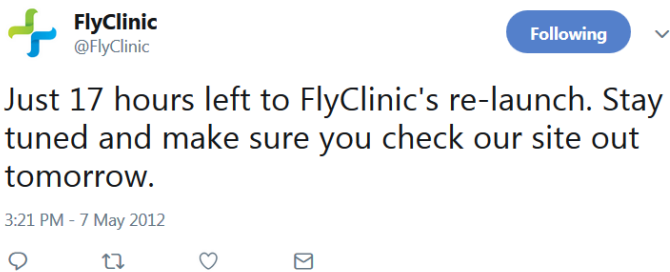 FlyClinic
@FlyClinic
Following
Just 17 hours left to FlyClinic's re-launch. Stay
tuned and make sure you check our site out
tomorrow.
3:21 PM - 7 May 2012